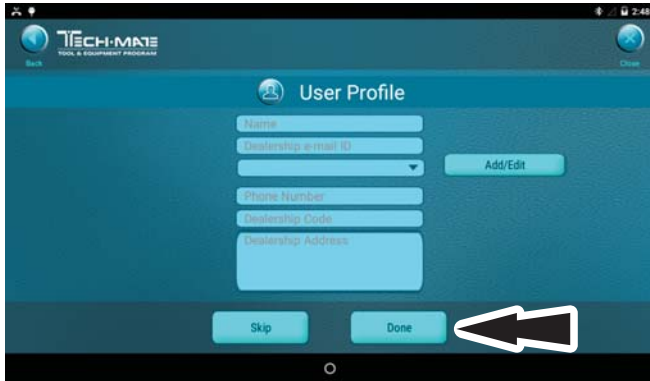 2:48
TECH-MATE
TOOL & EQUIPMENT PROGRAM
Back
Close
User Profile
Name
Dealership e-mail ID
Add/Edit
Phone Number
Dealership Code
Dealership Address
Skip
Done